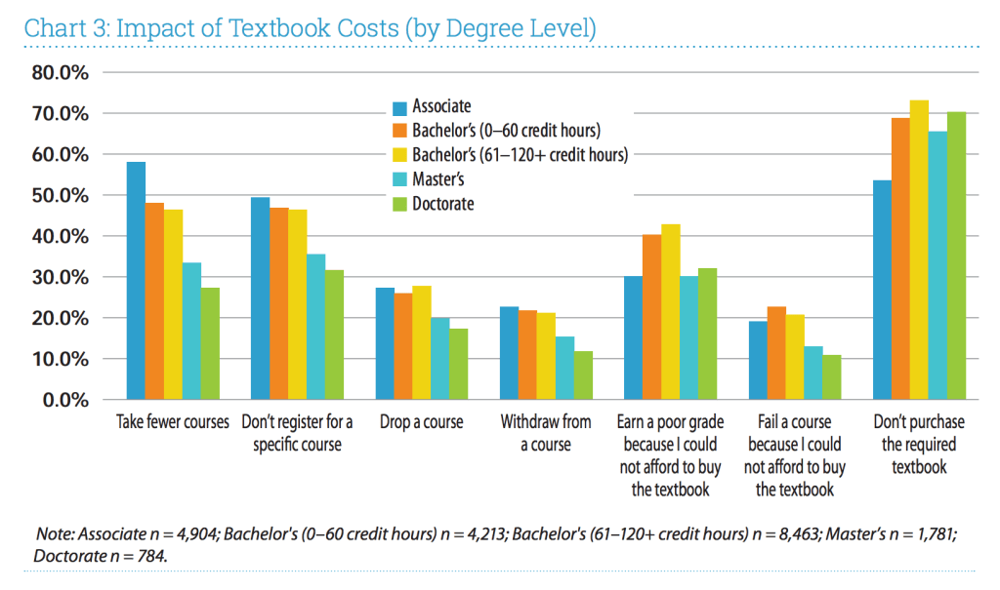 Chart 3: Impact of Textbook Costs (by Degree Level)
80.0%
70.0%
60.0%
50.0%
40.0%
30.0%
20.0%
10.0%
0.0%
Associate
Bachelor's (0–60 credit hours)
Bachelor's (61–120+ credit hours)
Master's
Doctorate
Take fewer courses
Don't register for a
specific course
Drop a course
Withdraw from
a course
Earn a poor grade
because I could
not afford to buy
the textbook
Fail a course
because I could
not afford to buy
the textbook
Don't purchase
the required
textbook
Note: Associate n = 4,904; Bachelor's (0–60 credit hours) n = 4,213; Bachelor's (61–120+ credit hours) n = 8,463; Master's n = 1,781;
Doctorate n = 784.